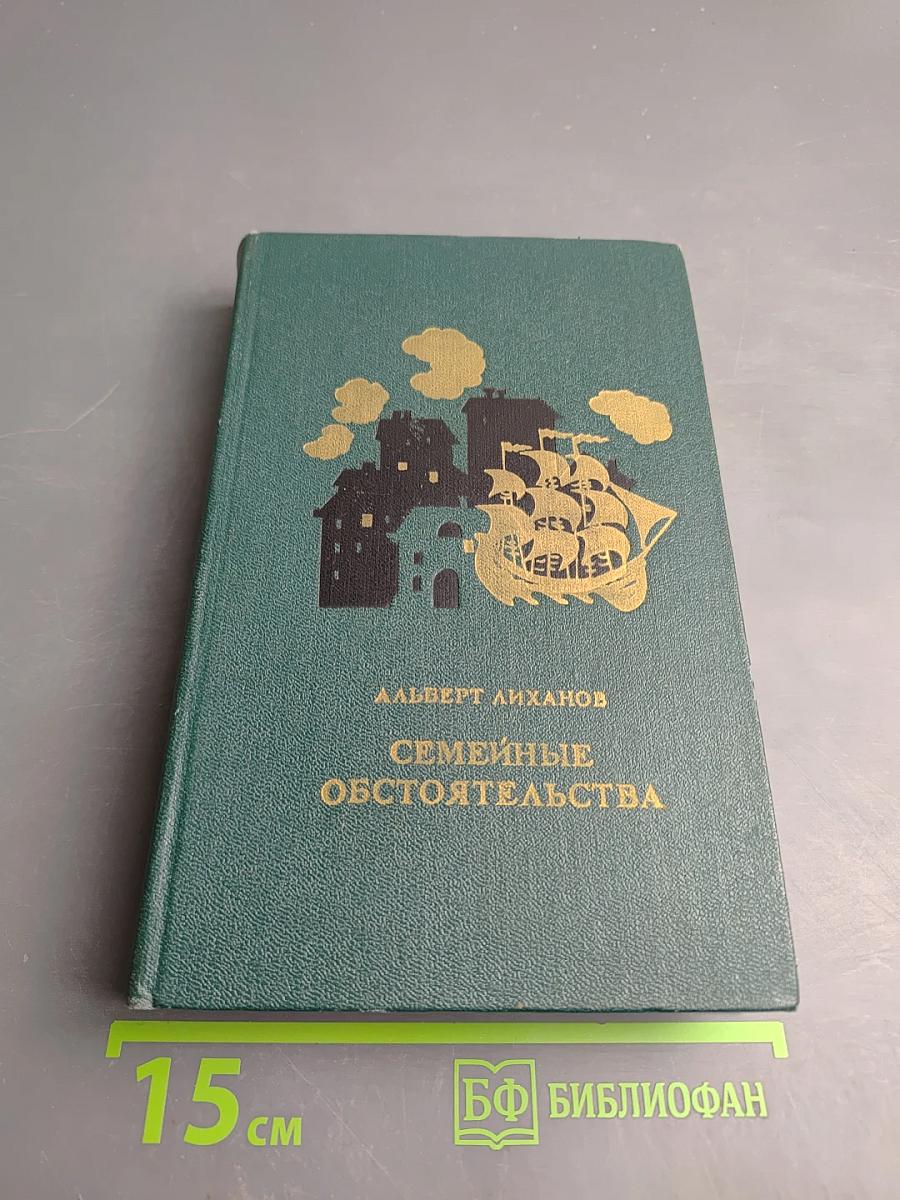 АЛЬБЕРТ ЛИХАНОВ
СЕМЕЙНЫЕ
ОБСТОЯТЕЛЬСТВА
15 см
БФ БИБЛИОФАН